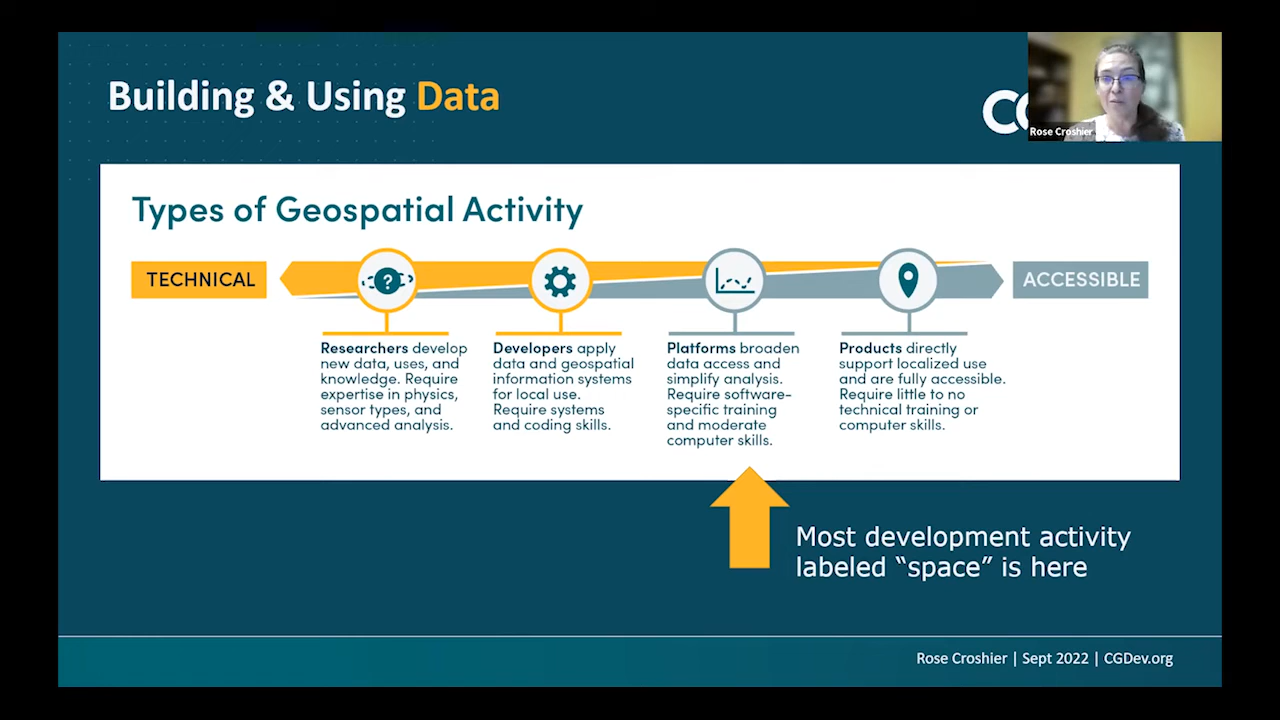 Building & Using Data
Rose Croshier
Types of Geospatial Activity
TECHNICAL
ACCESSIBLE
Researchers develop
new data, uses, and
knowledge. Require
expertise in physics,
sensor types, and
advanced analysis.
Developers apply
data and geospatial
information systems
for local use.
Require systems
and coding skills.
Platforms broaden
data access and
simplify analysis.
Require software-
specific training
and moderate
computer skills.
Products directly
support localized use
and are fully accessible.
Require little to no
technical training or
computer skills.
Most development activity
labeled “space” is here
Rose Croshier | Sept 2022 | CGDev.org